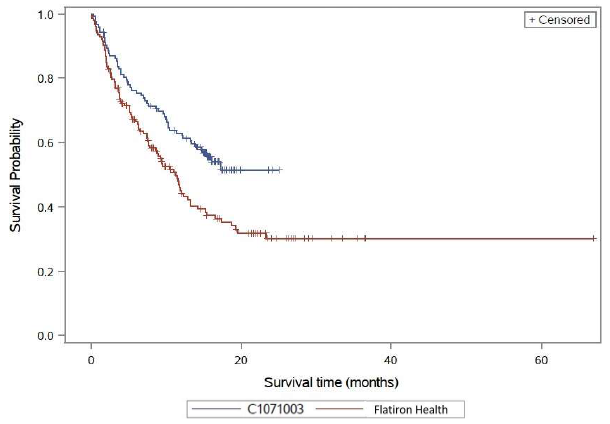 + Censored
1.0
0.8
0.6
0.4
0.2
0.0
Survival Probability
0 20 40 60
Survival time (months)
C1071003 Flatiron Health